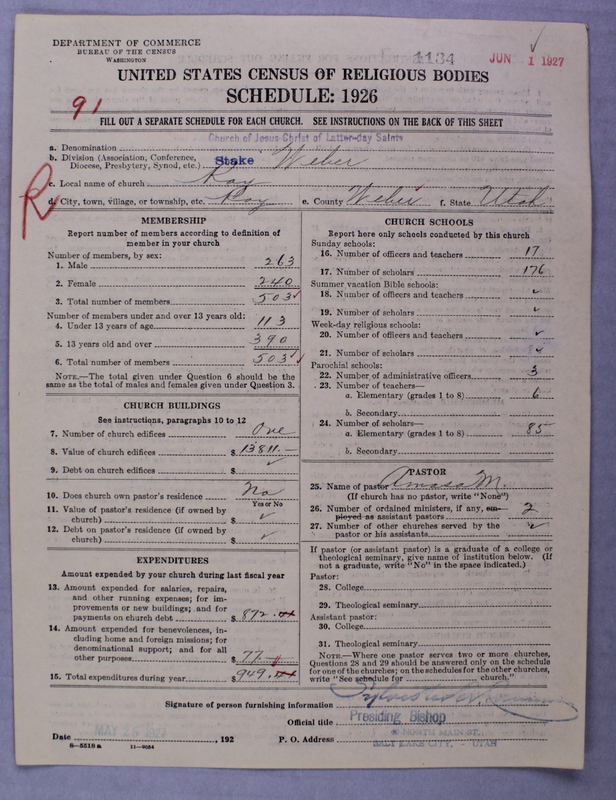 DEPARTMENT OF COMMERCE
BUREAU OF THE CENSUS
WASHINGTON
1134
JUN 1 1927
UNITED STATES CENSUS OF RELIGIOUS BODIES
SCHEDULE: 1926
91
FILL OUT A SEPARATE SCHEDULE FOR EACH CHURCH. SEE INSTRUCTIONS ON THE BACK OF THIS SHEET
a. Denomination Church of Jesus Christ of Latter-day Saints
b. Division (Association, Conference, Diocese, Presbytery, Synod, etc.) Stake Weber
R
c. Local name of church Roy
d. City, town, village, or township, etc. Roy e. County Weber f. State Utah
MEMBERSHIP
Report number of members according to definition of member in your church
Number of members, by sex:
1. Male 263
2. Female 240
3. Total number of members 503
Number of members under and over 13 years old:
4. Under 13 years of age 113
5. 13 years old and over 390
6. Total number of members 503
NOTE.—The total given under Question 6 should be the same as the total of males and females given under Question 3.
CHURCH BUILDINGS
See instructions, paragraphs 10 to 12
7. Number of church edifices One
8. Value of church edifices $ 13811.—
9. Debt on church edifices $ ✓
10. Does church own pastor's residence No
Yes or No
11. Value of pastor's residence (if owned by church) $ ✓
12. Debt on pastor's residence (if owned by church) $ ✓
EXPENDITURES
Amount expended by your church during last fiscal year
13. Amount expended for salaries, repairs, and other running expenses; for improvements or new buildings; and for payments on church debt $ 872.
14. Amount expended for benevolences, including home and foreign missions; for denominational support; and for all other purposes $ 77
15. Total expenditures during year $ 949.
CHURCH SCHOOLS
Report here only schools conducted by this church
Sunday schools:
16. Number of officers and teachers 17
17. Number of scholars 176
Summer vacation Bible schools:
18. Number of officers and teachers ✓
19. Number of scholars ✓
Week-day religious schools:
20. Number of officers and teachers ✓
21. Number of scholars ✓
Parochial schools:
22. Number of administrative officers 3
23. Number of teachers—
a. Elementary (grades 1 to 8) 6
b. Secondary
24. Number of scholars—
a. Elementary (grades 1 to 8) 85
b. Secondary
PASTOR
25. Name of pastor Amasa M.
(If church has no pastor, write "None")
26. Number of ordained ministers, if any, employed as assistant pastors 2
27. Number of other churches served by the pastor or his assistants ✓
If pastor (or assistant pastor) is a graduate of a college or theological seminary, give name of institution below. (If not a graduate, write "No" in the space indicated.)
Pastor:
28. College
29. Theological seminary
Assistant pastor:
30. College
31. Theological seminary
NOTE.—Where one pastor serves two or more churches, Questions 28 and 29 should be answered only on the schedule for one of the churches; on the schedules for the other churches, write "See schedule for church."
Signature of person furnishing information Sylvester Q. Cannon
Official title Presiding Bishop
Date MAY 26 1927, 192
P. O. Address 40 NORTH MAIN ST.
SALT LAKE CITY, - UTAH
8—5518 a 11—9054